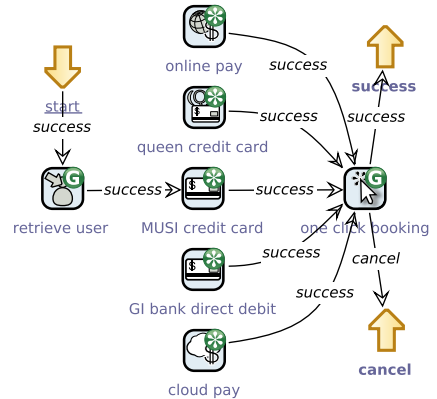 online pay
success
success
start
success
queen credit card
success
success
G
G
success
success
retrieve user
MUSI credit card
one click booking
success
cancel
GI bank direct debit
success
cancel
cloud pay